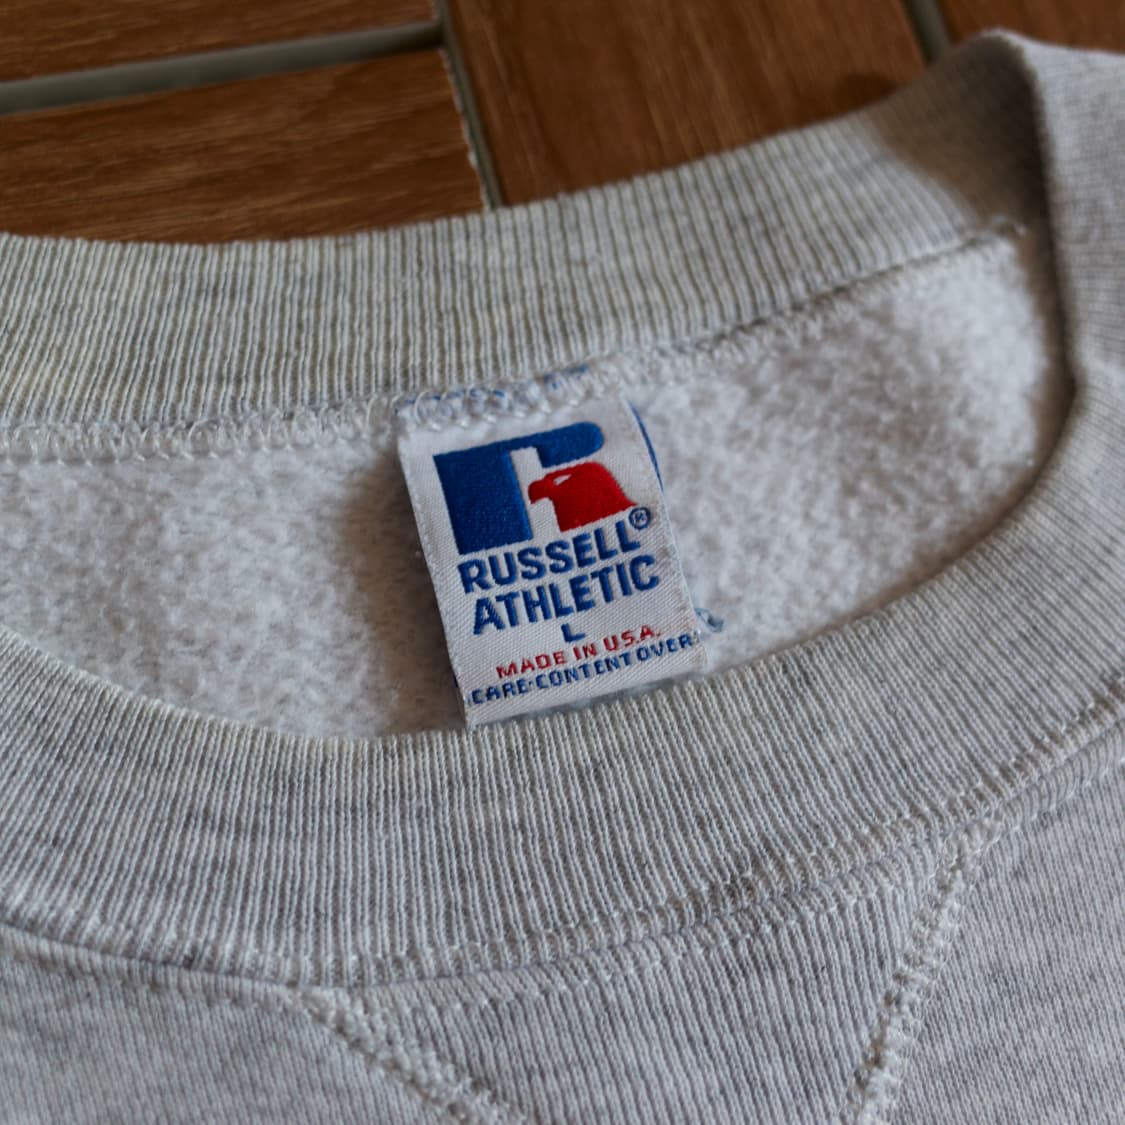 RUSSELL®
ATHLETIC
L
MADE IN U.S.A.
CARE·CONTENT OVER